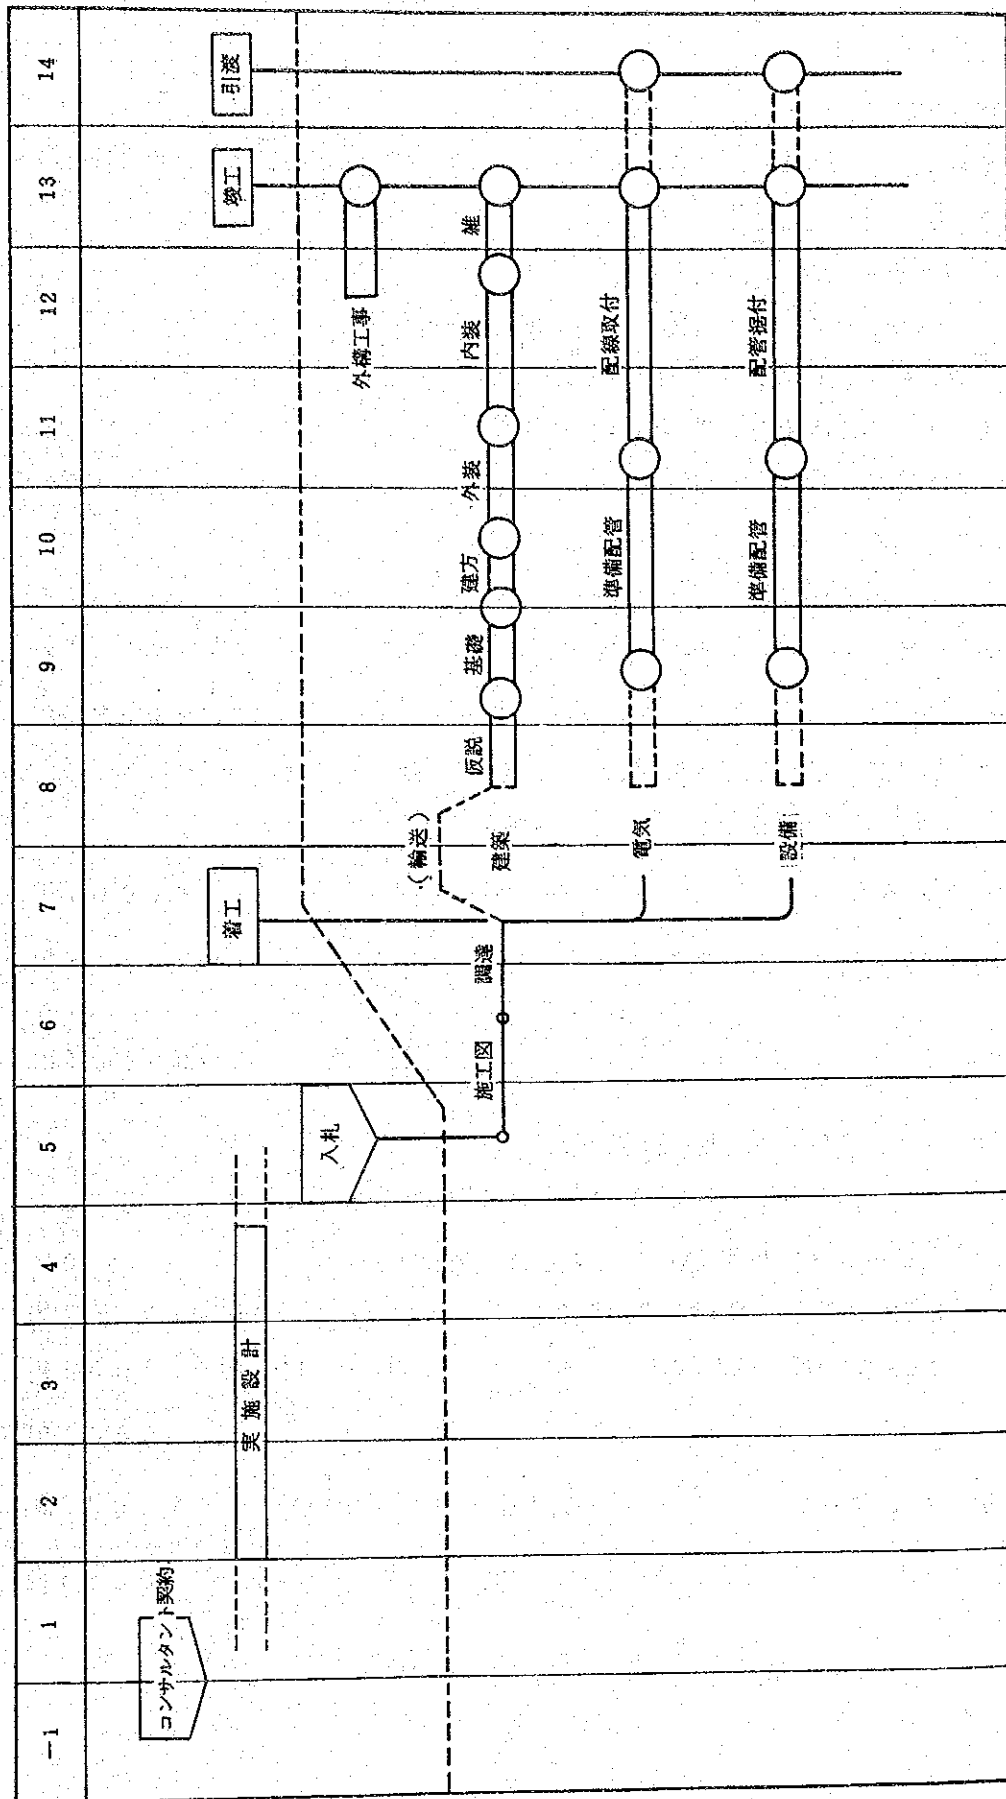 -1 1 2 3 4 5 6 7 8 9 10 11 12 13 14
コンサルタント契約
実施設計
入札
着工
竣工
引渡
外構工事
(輸送)
施工図
調達
建築
仮説
基礎
建方
外装
内装
雑
電気
準備配管
配線取付
設備
準備配管
配管据付